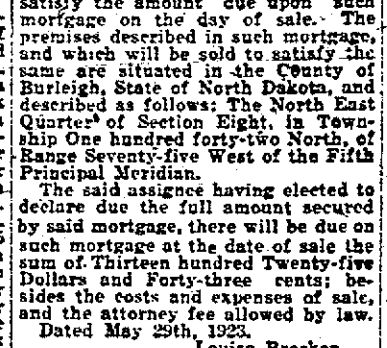 satisfy the amount due upon such
mortgage on the day of sale. The
premises described in such mortgage,
and which will be sold to satisfy the
same are situated in the County of
Burleigh, State of North Dakota, and
described as follows: The North East
Quarter of Section Eight, in Town-
ship One hundred forty-two North, of
Range Seventy-five West of the Fifth
Principal Meridian.
The said assignee having elected to
declare due the full amount secured
by said mortgage, there will be due on
such mortgage at the date of sale the
sum of Thirteen hundred Twenty-five
Dollars and Forty-three cents; be-
sides the costs and expenses of sale,
and the attorney fee allowed by law.
Dated May 29th, 1923.
Louise